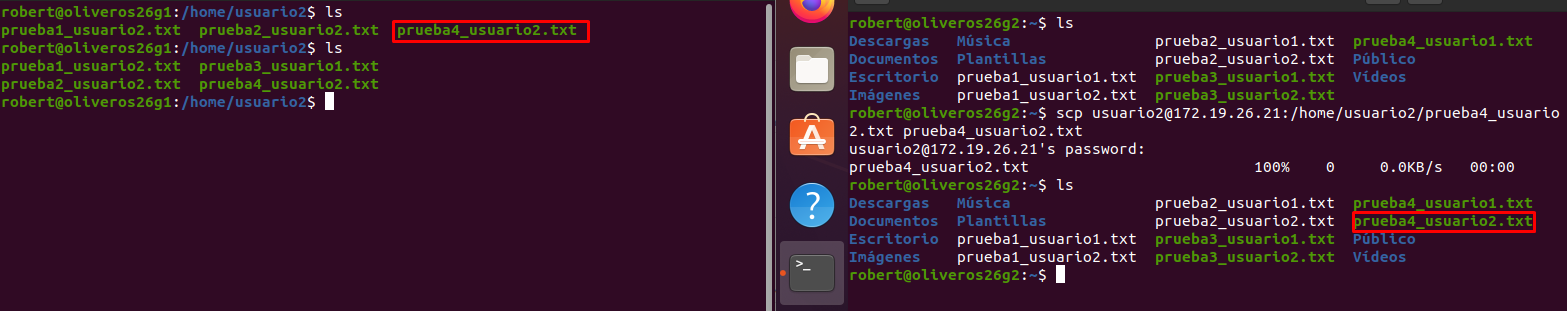 robert@oliveros26g1:/home/usuario2$ ls
prueba1_usuario2.txt  prueba2_usuario2.txt  prueba4_usuario2.txt
robert@oliveros26g1:/home/usuario2$ ls
prueba1_usuario2.txt  prueba3_usuario1.txt
prueba2_usuario2.txt  prueba4_usuario2.txt
robert@oliveros26g1:/home/usuario2$
robert@oliveros26g2:~$ ls
Descargas   Música                prueba2_usuario1.txt  prueba4_usuario1.txt
Documentos  Plantillas            prueba2_usuario2.txt  Público
Escritorio  prueba1_usuario1.txt  prueba3_usuario1.txt  Vídeos
Imágenes    prueba1_usuario2.txt  prueba3_usuario2.txt
robert@oliveros26g2:~$ scp usuario2@172.19.26.21:/home/usuario2/prueba4_usuario
2.txt prueba4_usuario2.txt
usuario2@172.19.26.21's password:
prueba4_usuario2.txt                          100%    0     0.0KB/s   00:00
robert@oliveros26g2:~$ ls
Descargas   Música                prueba2_usuario1.txt  prueba4_usuario1.txt
Documentos  Plantillas            prueba2_usuario2.txt  prueba4_usuario2.txt
Escritorio  prueba1_usuario1.txt  prueba3_usuario1.txt  Público
Imágenes    prueba1_usuario2.txt  prueba3_usuario2.txt  Vídeos
robert@oliveros26g2:~$